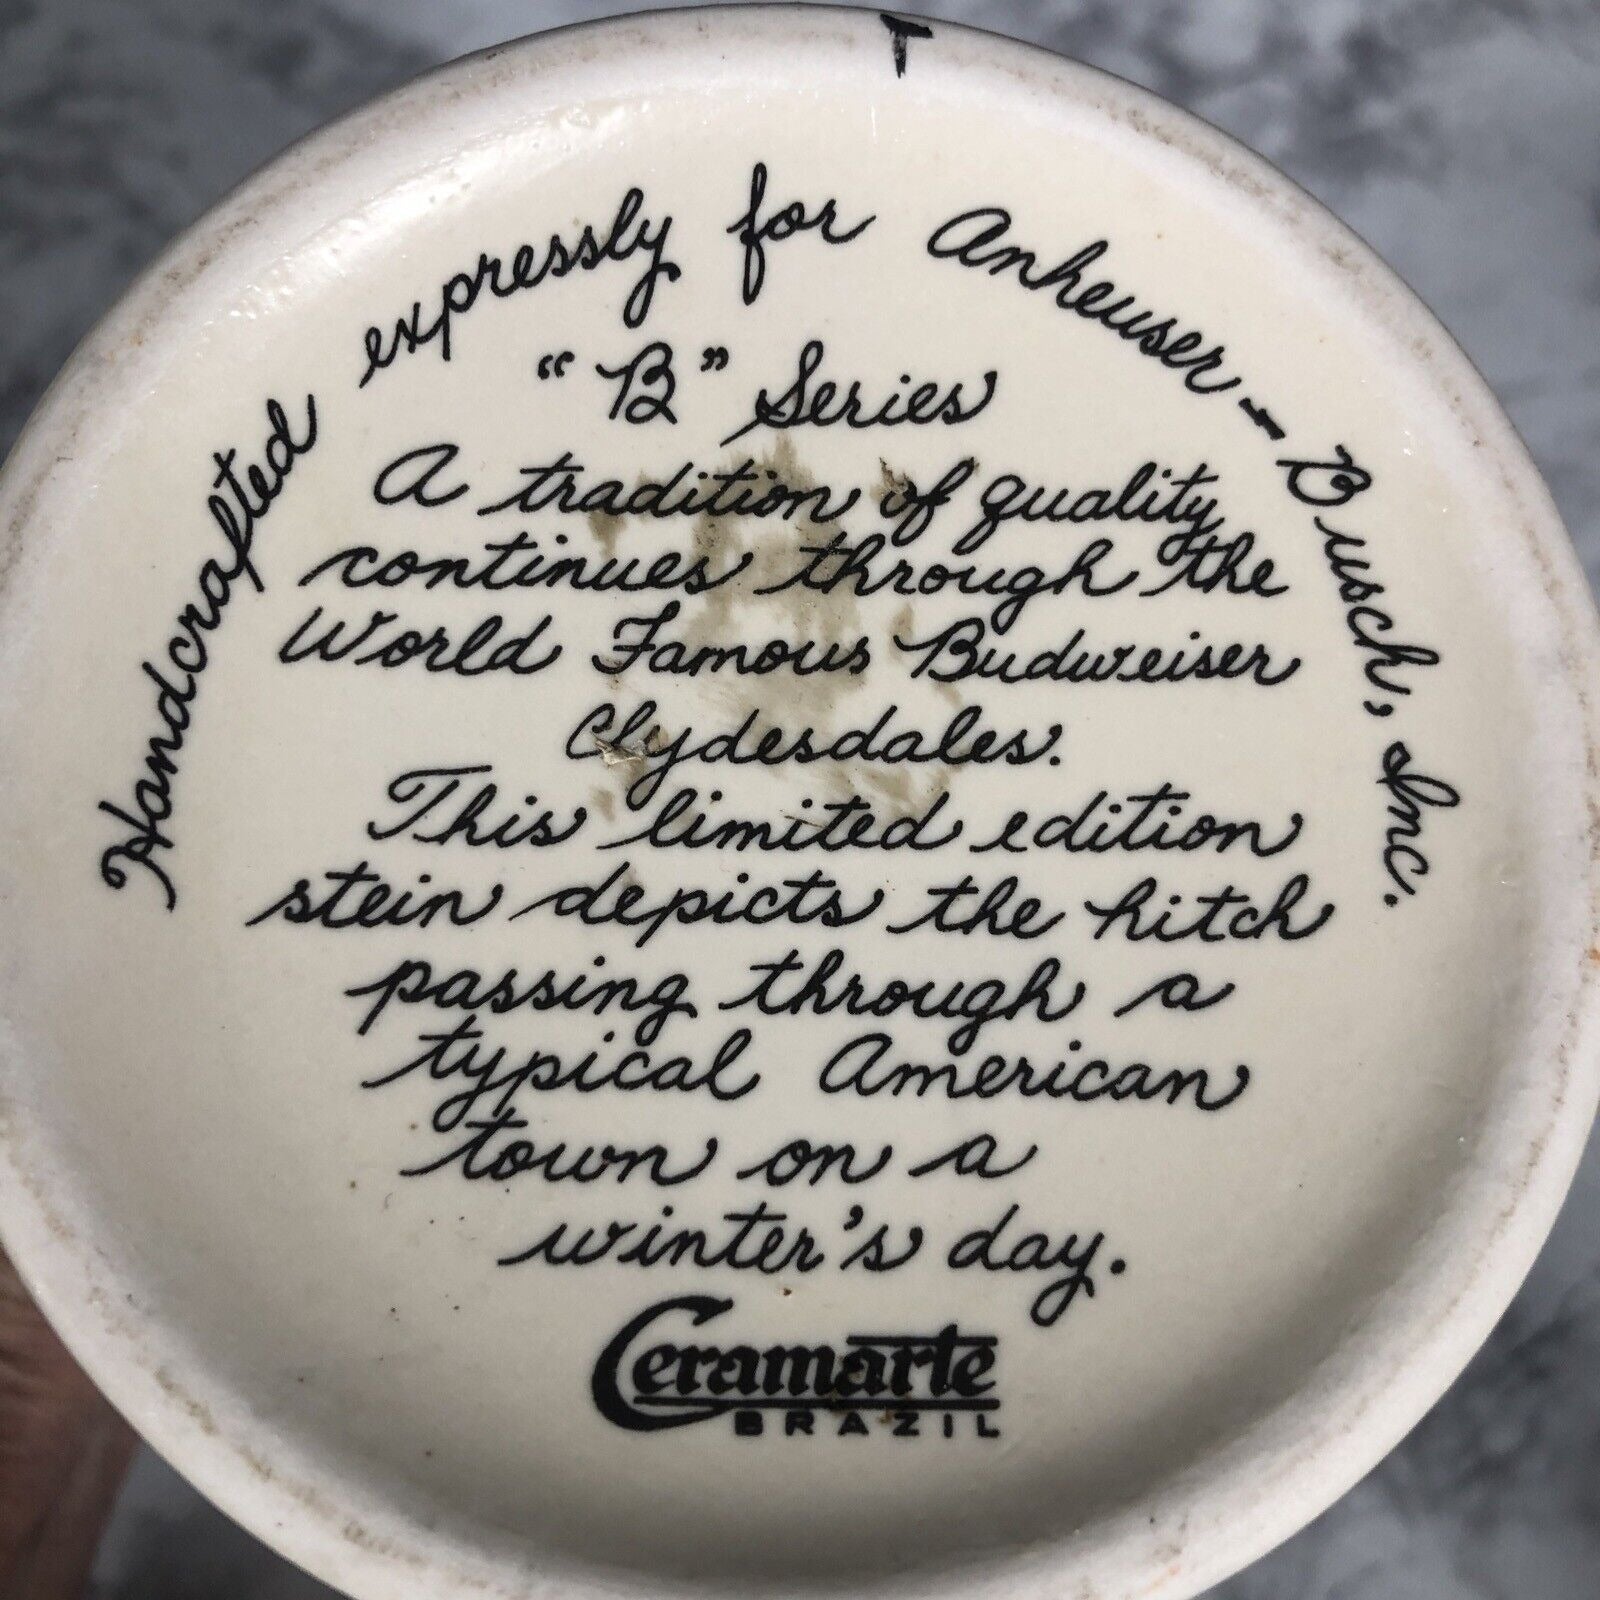 Handcrafted expressly for Anheuser-Busch, Inc.
"B" Series
A tradition of quality
continues through the
World Famous Budweiser
Clydesdales.
This limited edition
stein depicts the hitch
passing through a
typical American
town on a
winter's day.
Ceramarte
BRAZIL